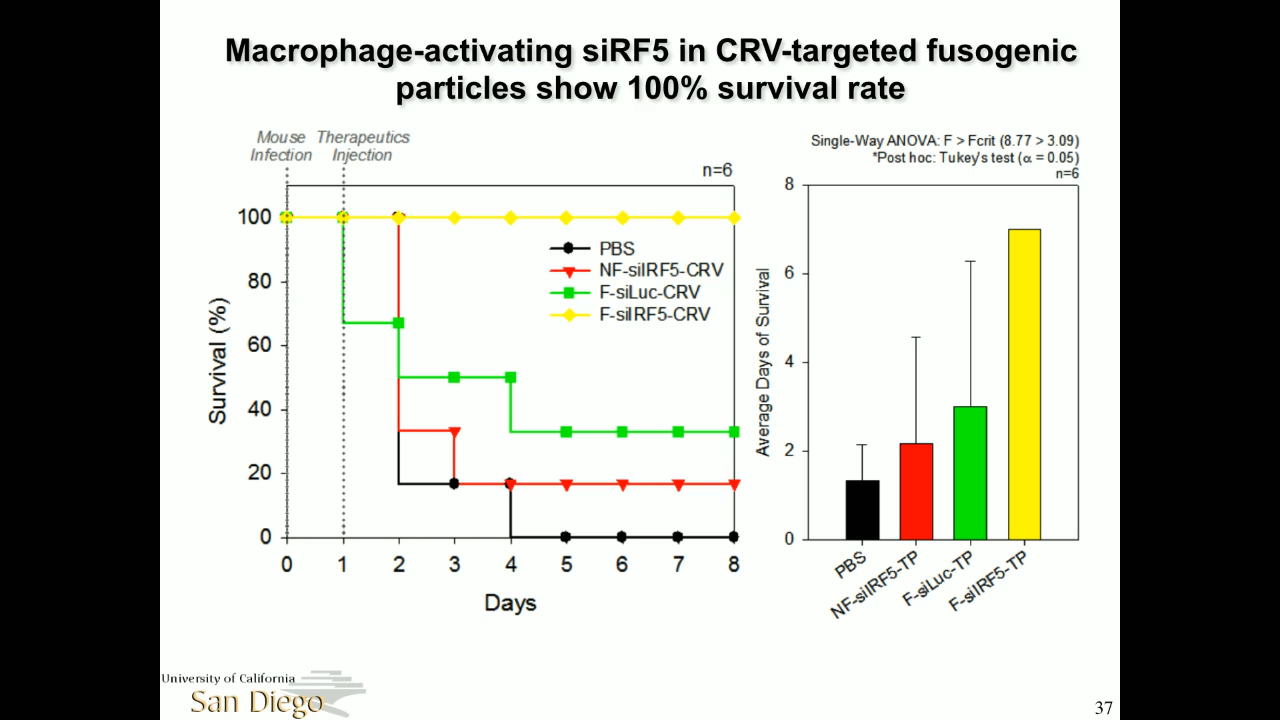 Macrophage-activating siRF5 in CRV-targeted fusogenic
particles show 100% survival rate
Mouse Therapeutics
Infection Injection
n=6
100
80
60
40
20
0
Survival (%)
0 1 2 3 4 5 6 7 8
Days
PBS
NF-siIRF5-CRV
F-siLuc-CRV
F-siIRF5-CRV
Single-Way ANOVA: F > Fcrit (8.77 > 3.09)
*Post hoc: Tukey's test (α = 0.05)
n=6
8
6
4
2
0
Average Days of Survival
PBS
NF-siIRF5-TP
F-siLuc-TP
F-siIRF5-TP
University of California
San Diego
37